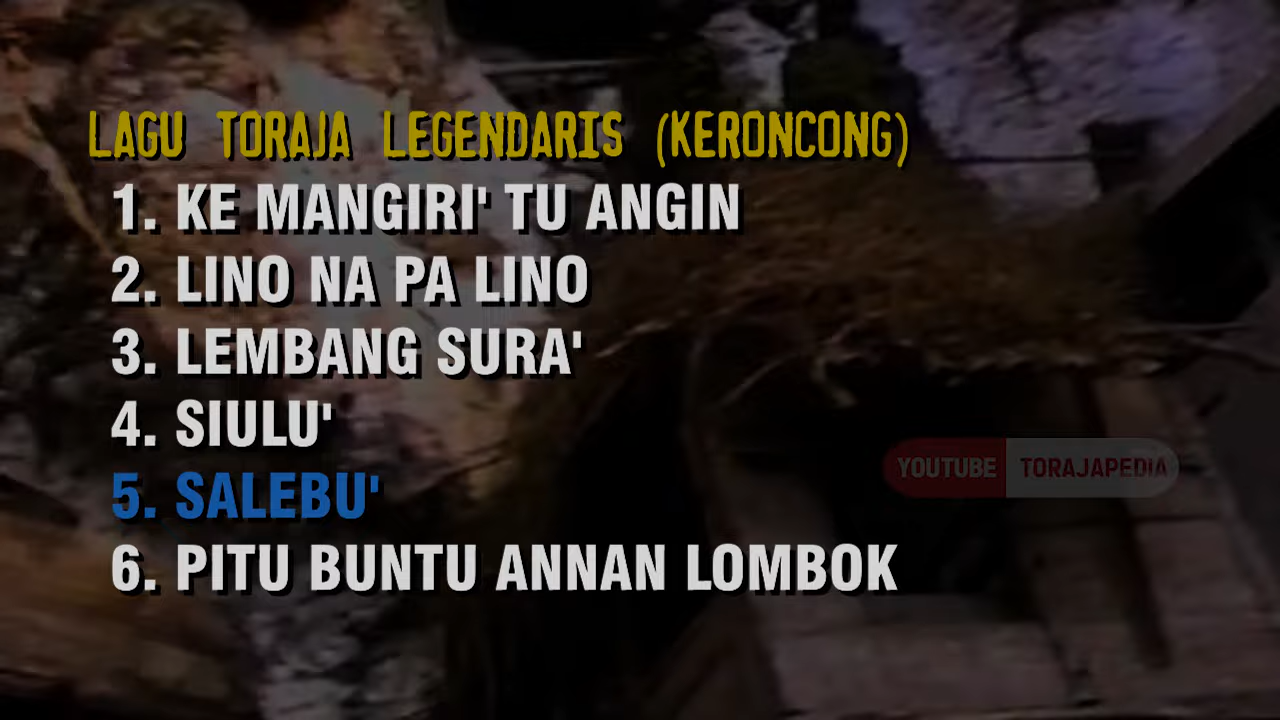 LAGU TORAJA LEGENDARIS (KERONCONG)
1. KE MANGIRI' TU ANGIN
2. LINO NA PA LINO
3. LEMBANG SURA'
4. SIULU'
5. SALEBU'
6. PITU BUNTU ANNAN LOMBOK
YOUTUBE TORAJAPEDIA